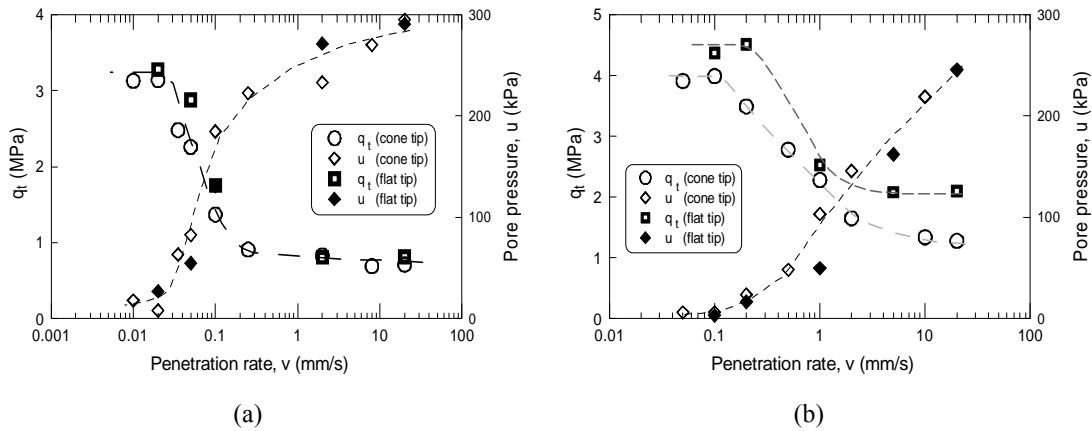 4
3
2
1
0
q_t (MPa)
300
200
100
0
Pore pressure, u (kPa)
q_t (cone tip)
u (cone tip)
q_t (flat tip)
u (flat tip)
0.001 0.01 0.1 1 10 100
Penetration rate, v (mm/s)
(a)
5
4
3
2
1
0
q_t (MPa)
300
200
100
0
Pore pressure, u (kPa)
q_t (cone tip)
u (cone tip)
q_t (flat tip)
u (flat tip)
0.01 0.1 1 10 100
Penetration rate, v (mm/s)
(b)